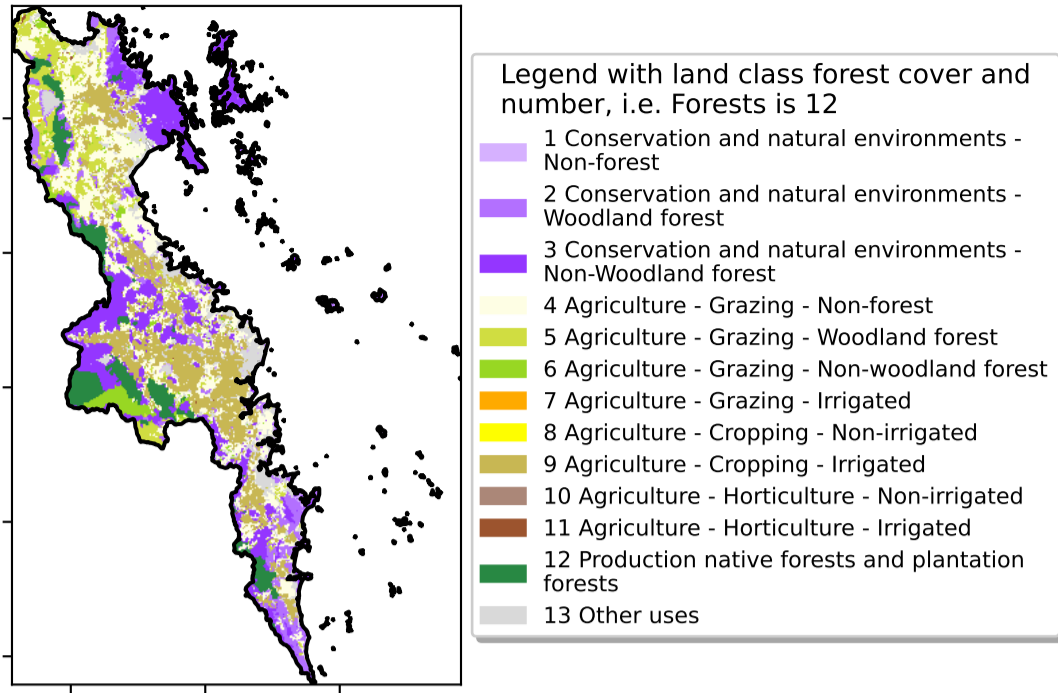 Legend with land class forest cover and
number, i.e. Forests is 12
1 Conservation and natural environments -
Non-forest
2 Conservation and natural environments -
Woodland forest
3 Conservation and natural environments -
Non-Woodland forest
4 Agriculture - Grazing - Non-forest
5 Agriculture - Grazing - Woodland forest
6 Agriculture - Grazing - Non-woodland forest
7 Agriculture - Grazing - Irrigated
8 Agriculture - Cropping - Non-irrigated
9 Agriculture - Cropping - Irrigated
10 Agriculture - Horticulture - Non-irrigated
11 Agriculture - Horticulture - Irrigated
12 Production native forests and plantation
forests
13 Other uses